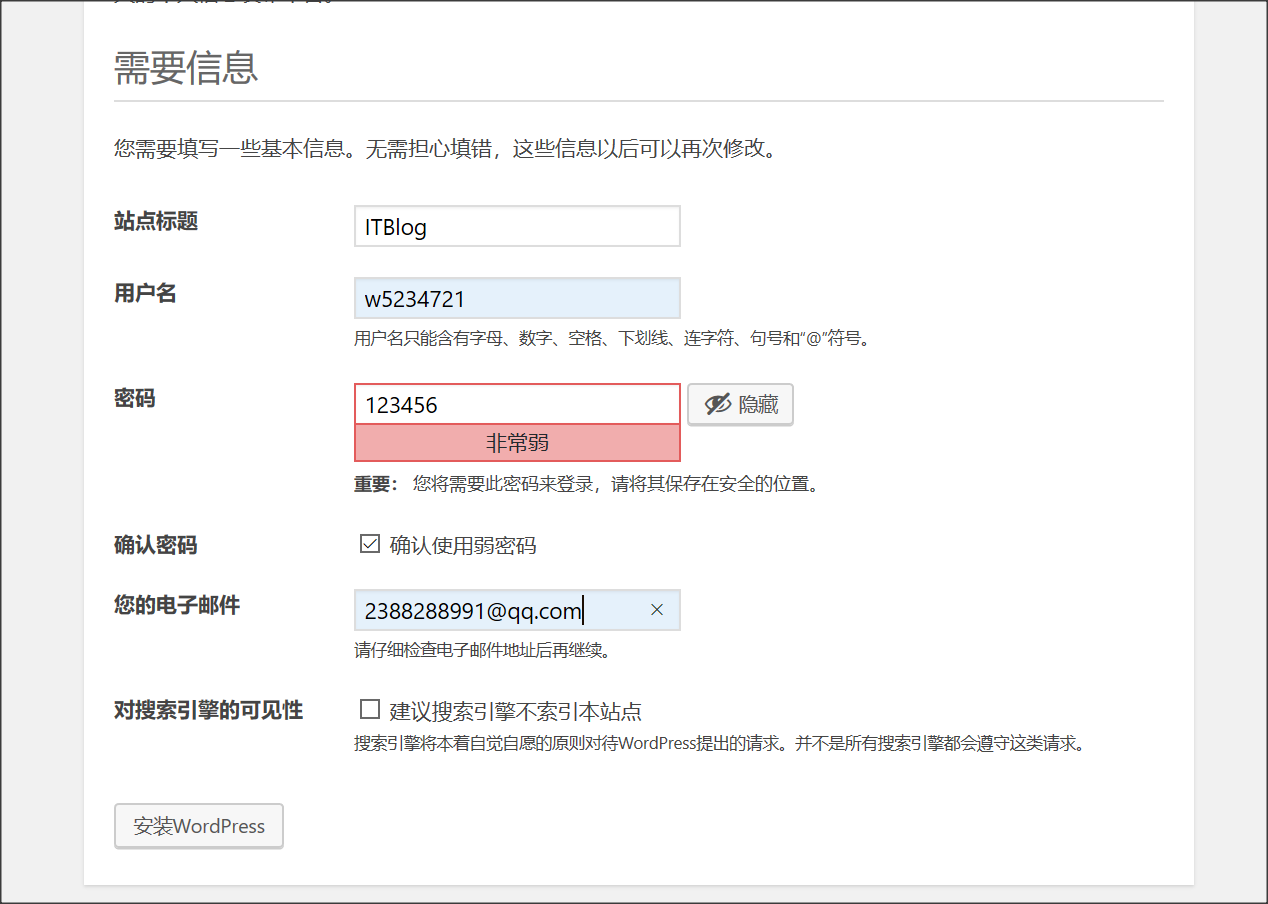 需要信息
您需要填写一些基本信息。无需担心填错，这些信息以后可以再次修改。
站点标题
ITBlog
用户名
w5234721
用户名只能含有字母、数字、空格、下划线、连字符、句号和“@”符号。
密码
123456
隐藏
非常弱
重要： 您将需要此密码来登录，请将其保存在安全的位置。
确认密码
确认使用弱密码
您的电子邮件
2388288991@qq.com
请仔细检查电子邮件地址后再继续。
对搜索引擎的可见性
建议搜索引擎不索引本站点
搜索引擎将本着自觉自愿的原则对待WordPress提出的请求。并不是所有搜索引擎都会遵守这类请求。
安装WordPress